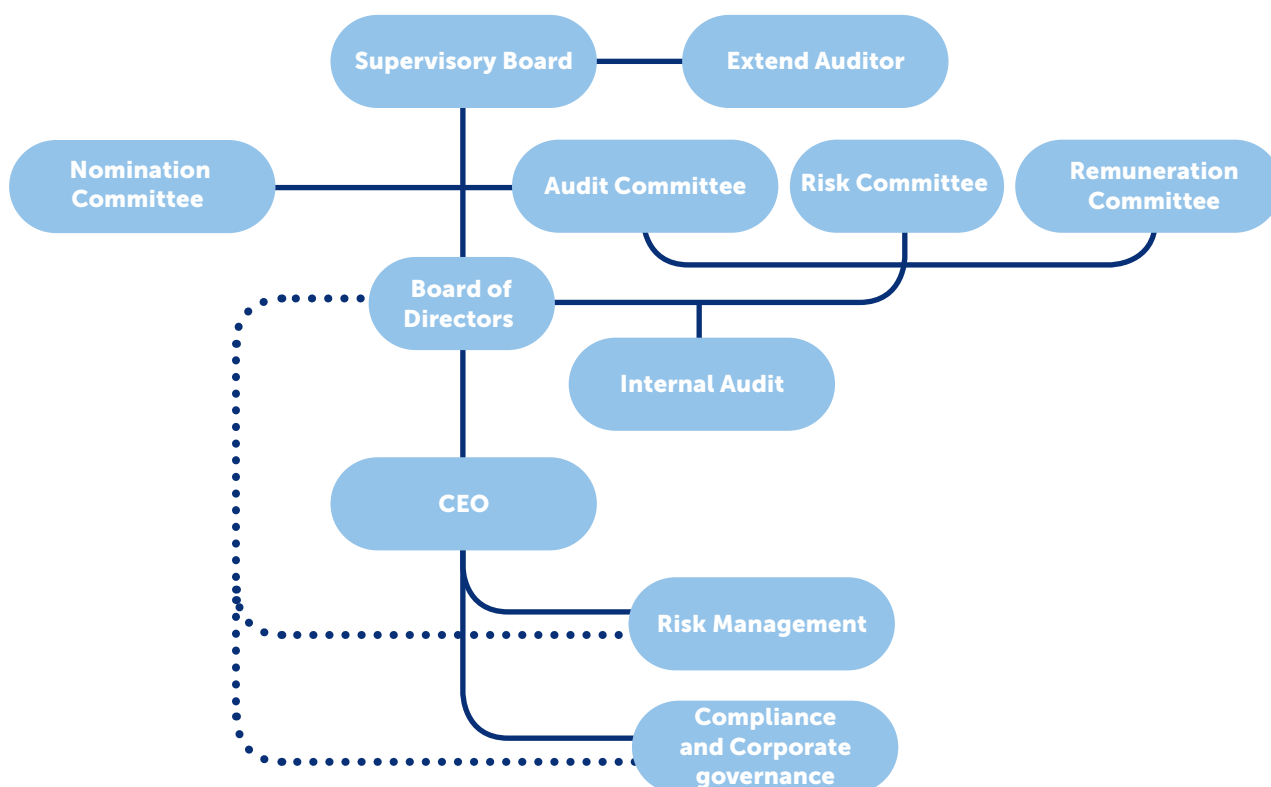 Supervisory Board
Extend Auditor
Nomination
Committee
Audit Committee
Risk Committee
Remuneration
Committee
Board of
Directors
Internal Audit
CEO
Risk Management
Compliance
and Corporate
governance